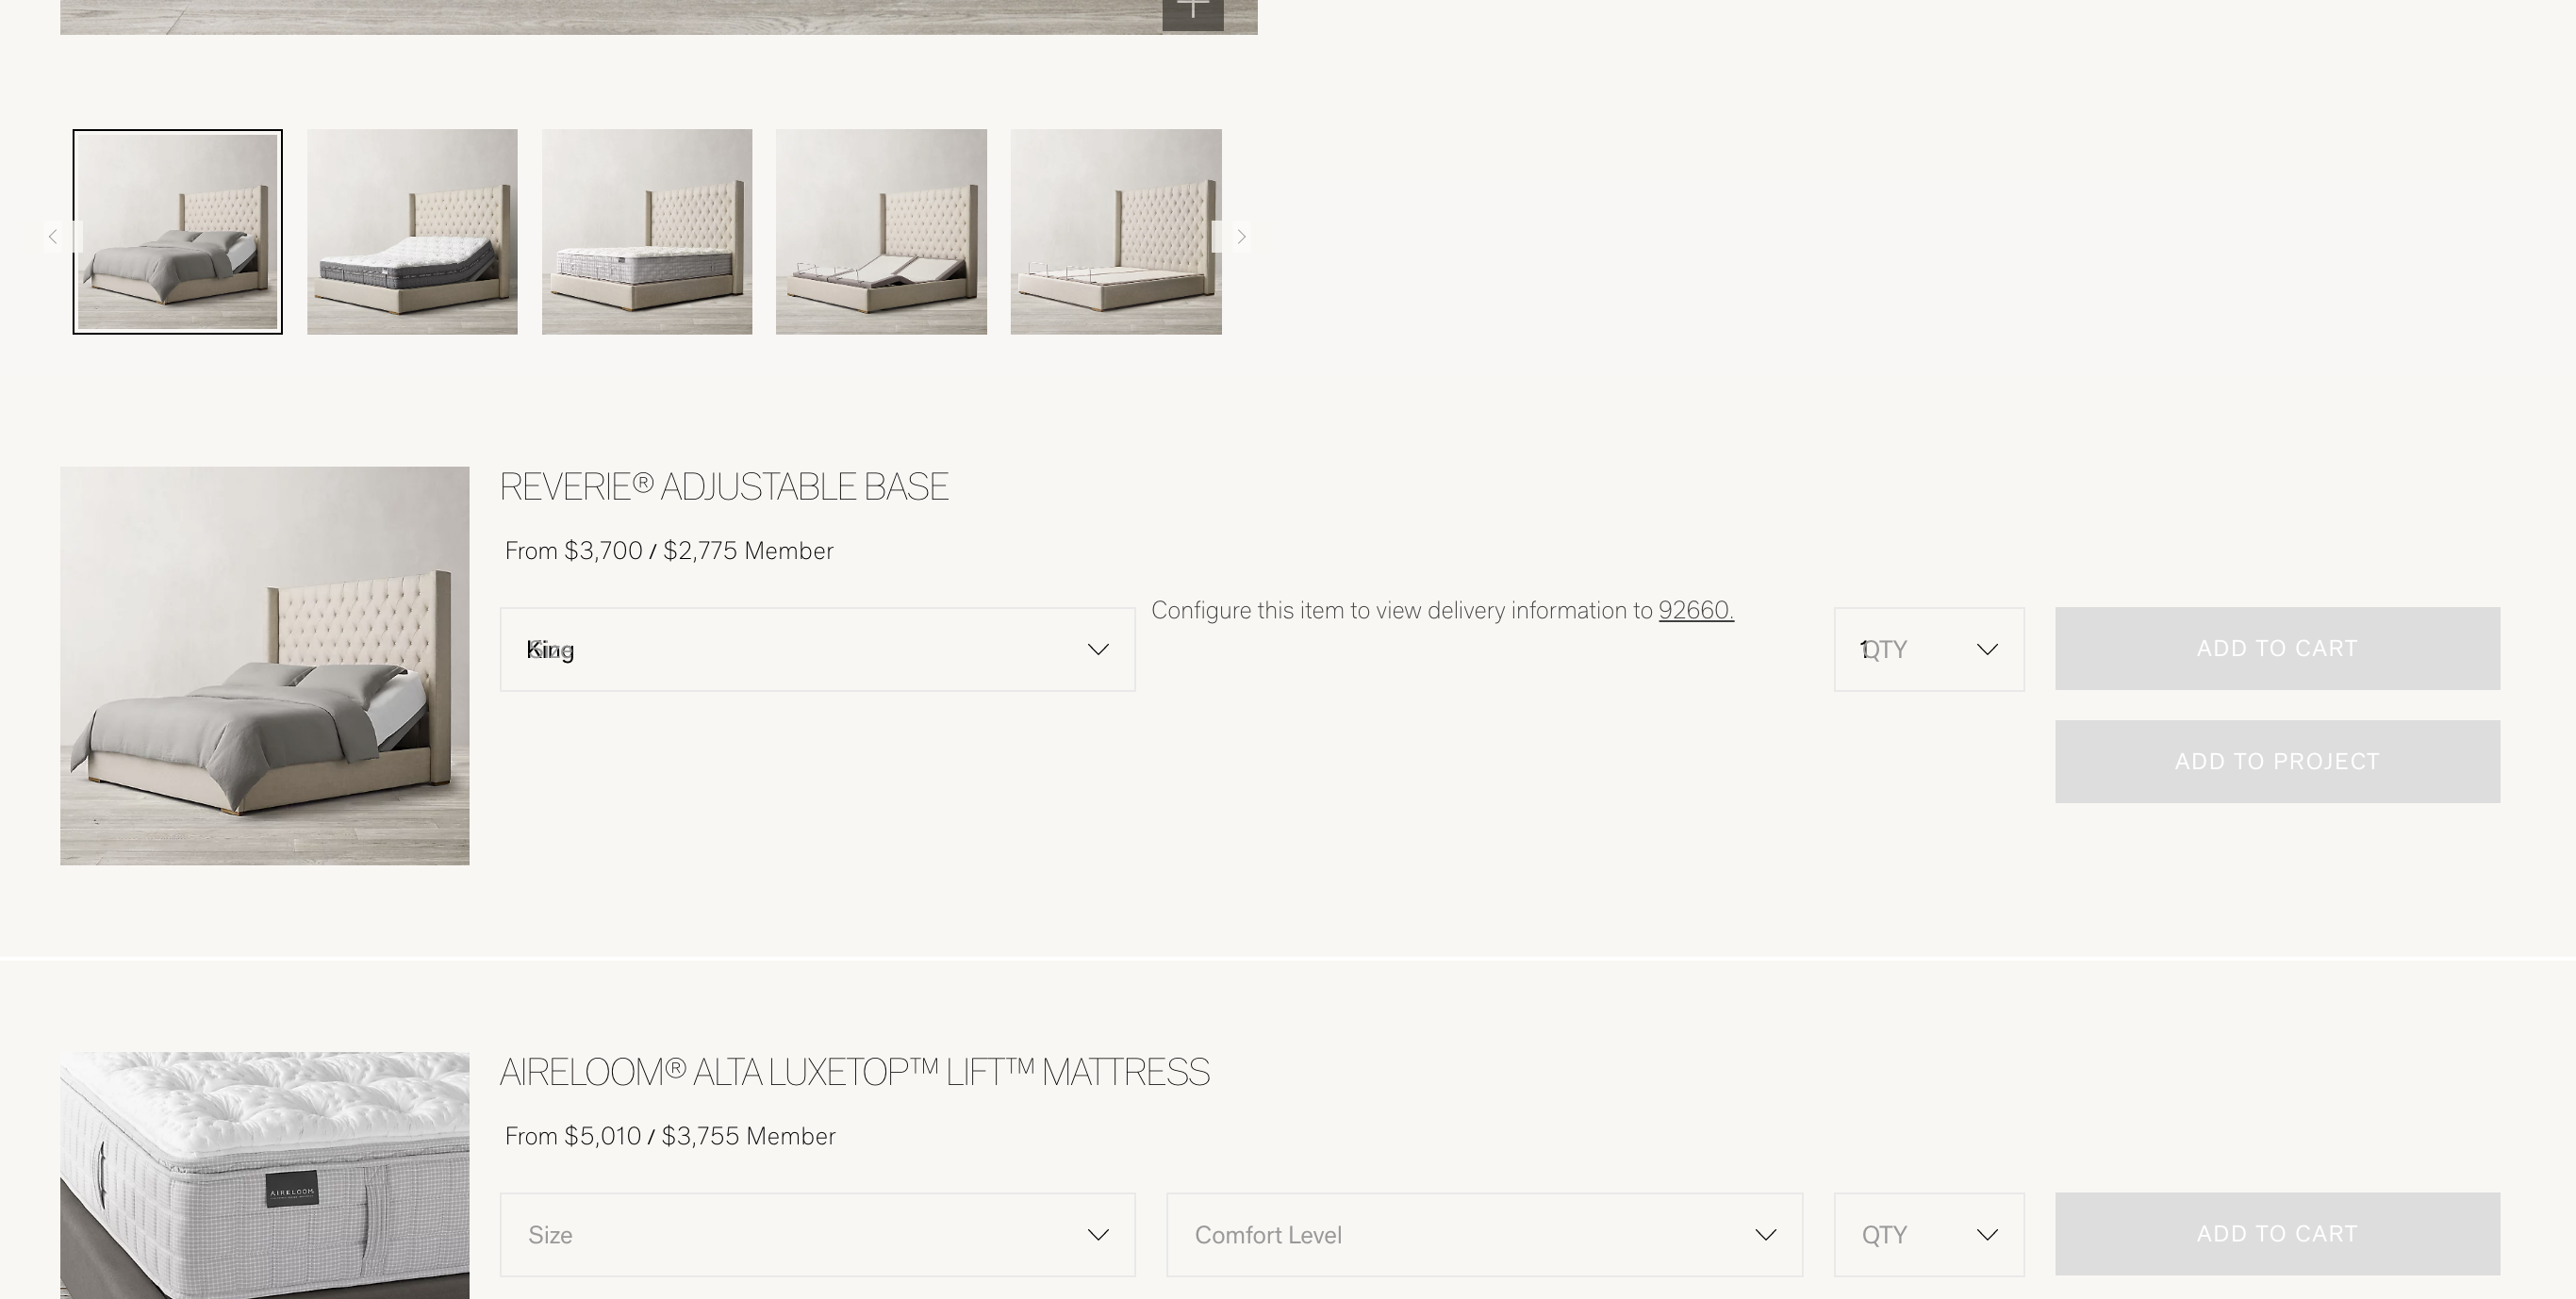 REVERIE® ADJUSTABLE BASE
From $3,700 / $2,775 Member
Configure this item to view delivery information to 92660.
King
Size
1
QTY
ADD TO CART
ADD TO PROJECT
AIRELOOM® ALTA LUXETOP™ LIFT™ MATTRESS
From $5,010 / $3,755 Member
AIRELOOM
Size
Comfort Level
QTY
ADD TO CART